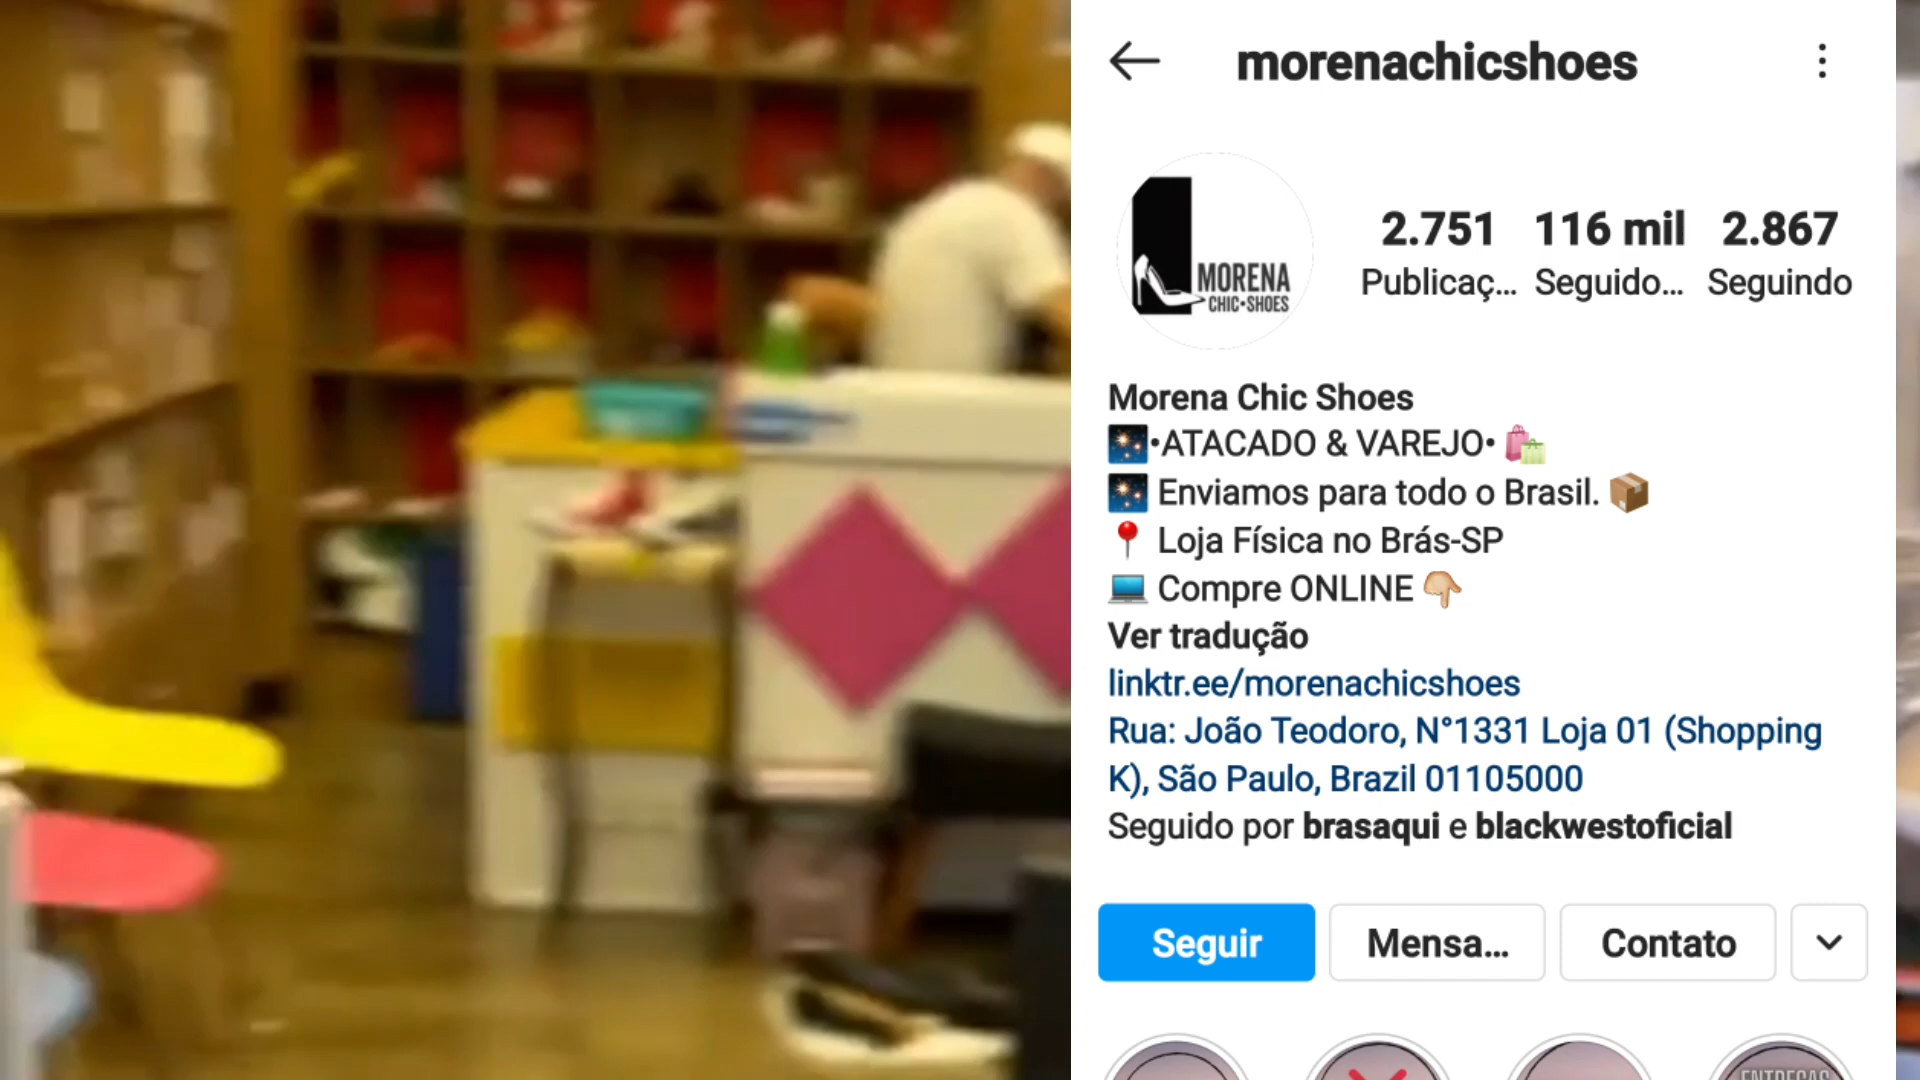 morenachicshoes
MORENA
CHIC•SHOES
2.751 116 mil 2.867
Publicaç... Seguido... Seguindo
Morena Chic Shoes
🎇•ATACADO & VAREJO• 🛍️
🎇 Enviamos para todo o Brasil. 📦
📍 Loja Física no Brás-SP
💻 Compre ONLINE 👇🏼
Ver tradução
linktr.ee/morenachicshoes
Rua: João Teodoro, N°1331 Loja 01 (Shopping
K), São Paulo, Brazil 01105000
Seguido por brasaqui e blackwestoficial
Seguir Mensa... Contato
ENTREGAS